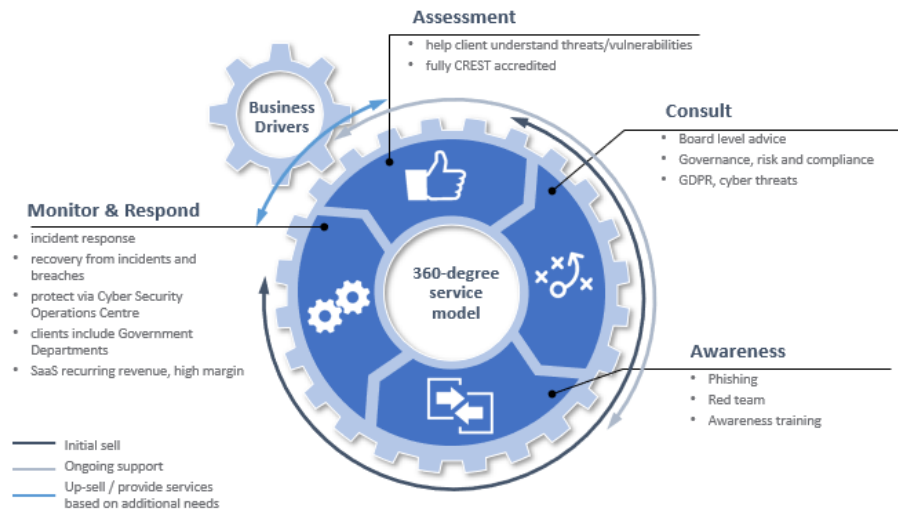 Assessment
help client understand threats/vulnerabilities
fully CREST accredited
Business
Drivers
Consult
Board level advice
Governance, risk and compliance
GDPR, cyber threats
Monitor & Respond
incident response
recovery from incidents and
breaches
protect via Cyber Security
Operations Centre
clients include Government
Departments
SaaS recurring revenue, high margin
360-degree
service
model
Awareness
Phishing
Red team
Awareness training
Initial sell
Ongoing support
Up-sell / provide services
based on additional needs